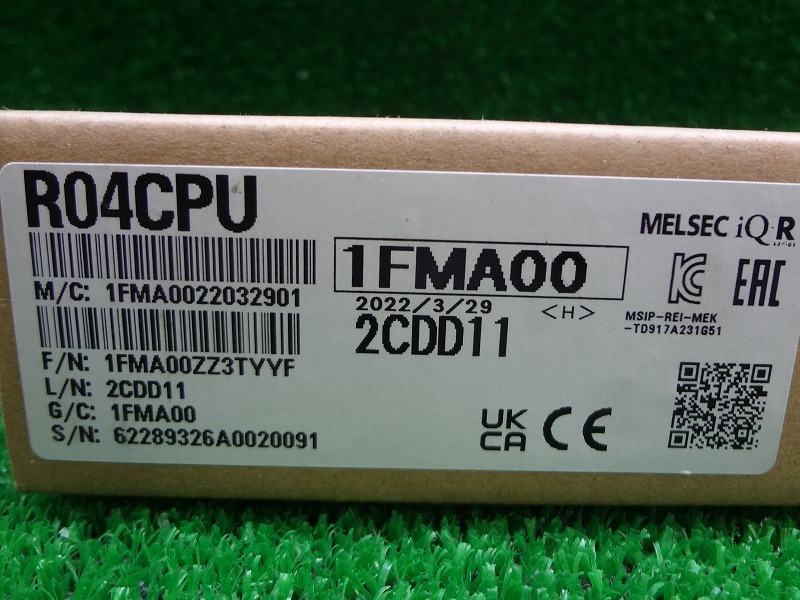 R04CPU
MELSEC iQ-R
series
1FMA00
M/C: 1FMA0022032901
2022/3/29 <H>
2CDD11
MSIP-REI-MEK
-TD917A231G51
F/N: 1FMA00ZZ3TYYF
L/N: 2CDD11
G/C: 1FMA00
S/N: 62289326A0020091
UK
CA CE
EAC